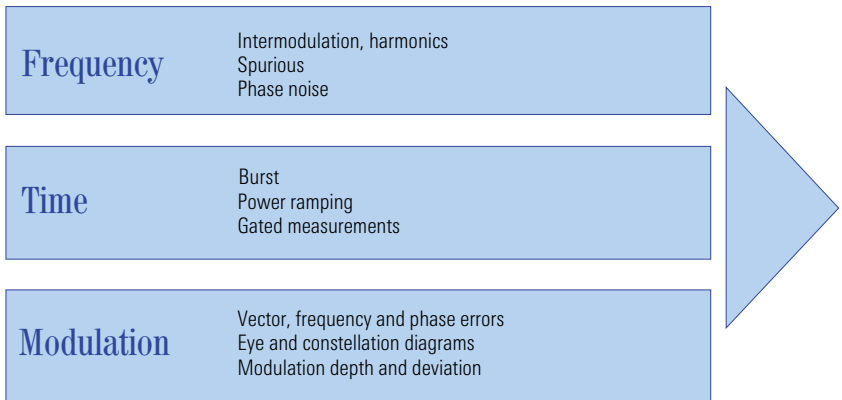 Frequency
Intermodulation, harmonics
Spurious
Phase noise
Time
Burst
Power ramping
Gated measurements
Modulation
Vector, frequency and phase errors
Eye and constellation diagrams
Modulation depth and deviation